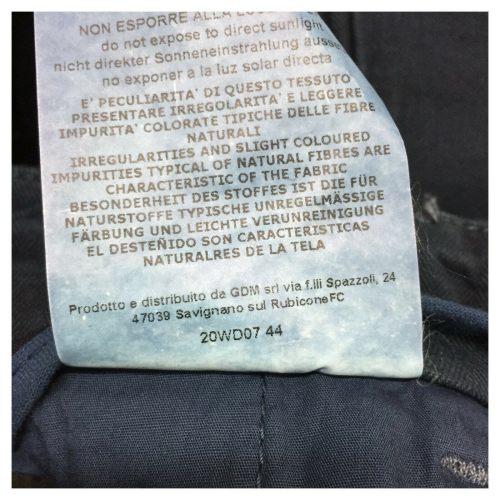 NON ESPORRE ALLA
do not expose to direct sunlight
nicht direkter Sonneneinstrahlung ausse
no exponer a la luz solar directa
E' PECULIARITA' DI QUESTO TESSUTO
PRESENTARE IRREGOLARITA' E LEGGERE
IMPURITA' COLORATE TIPICHE DELLE FIBRE
NATURALI
IRREGULARITIES AND SLIGHT COLOURED
IMPURITIES TYPICAL OF NATURAL FIBRES ARE
CHARACTERISTIC OF THE FABRIC
BESONDERHEIT DES STOFFES IST DIE FÜR
NATURSTOFFE TYPISCHE UNREGELMÄSSIGE
FÄRBUNG UND LEICHTE VERUNREINIGUNG
EL DESTEÑIDO SON CARACTERISTICAS
NATURALRES DE LA TELA
Prodotto e distribuito da GDM srl via f.lli Spazzoli, 24
47039 Savignano sul RubiconeFC
20WD07 44